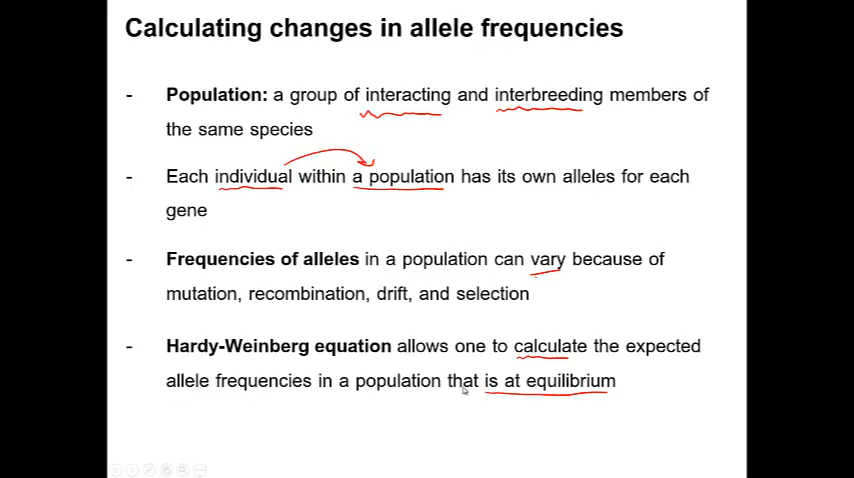 Calculating changes in allele frequencies
- Population: a group of interacting and interbreeding members of
the same species
- Each individual within a population has its own alleles for each
gene
- Frequencies of alleles in a population can vary because of
mutation, recombination, drift, and selection
- Hardy-Weinberg equation allows one to calculate the expected
allele frequencies in a population that is at equilibrium